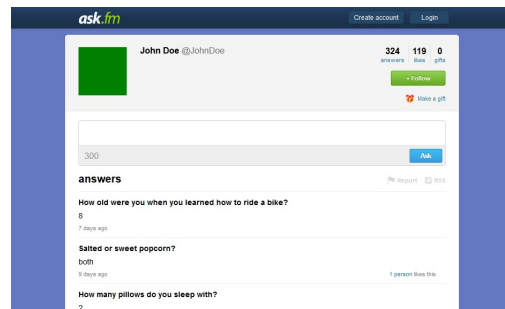 ask.fm Create account Login
John Doe @JohnDoe 324 119 0
answers likes gifts
+ Follow
Make a gift
300 Ask
answers Report RSS
How old were you when you learned how to ride a bike?
8
7 days ago
Salted or sweet popcorn?
both
9 days ago 1 person likes this
How many pillows do you sleep with?
2